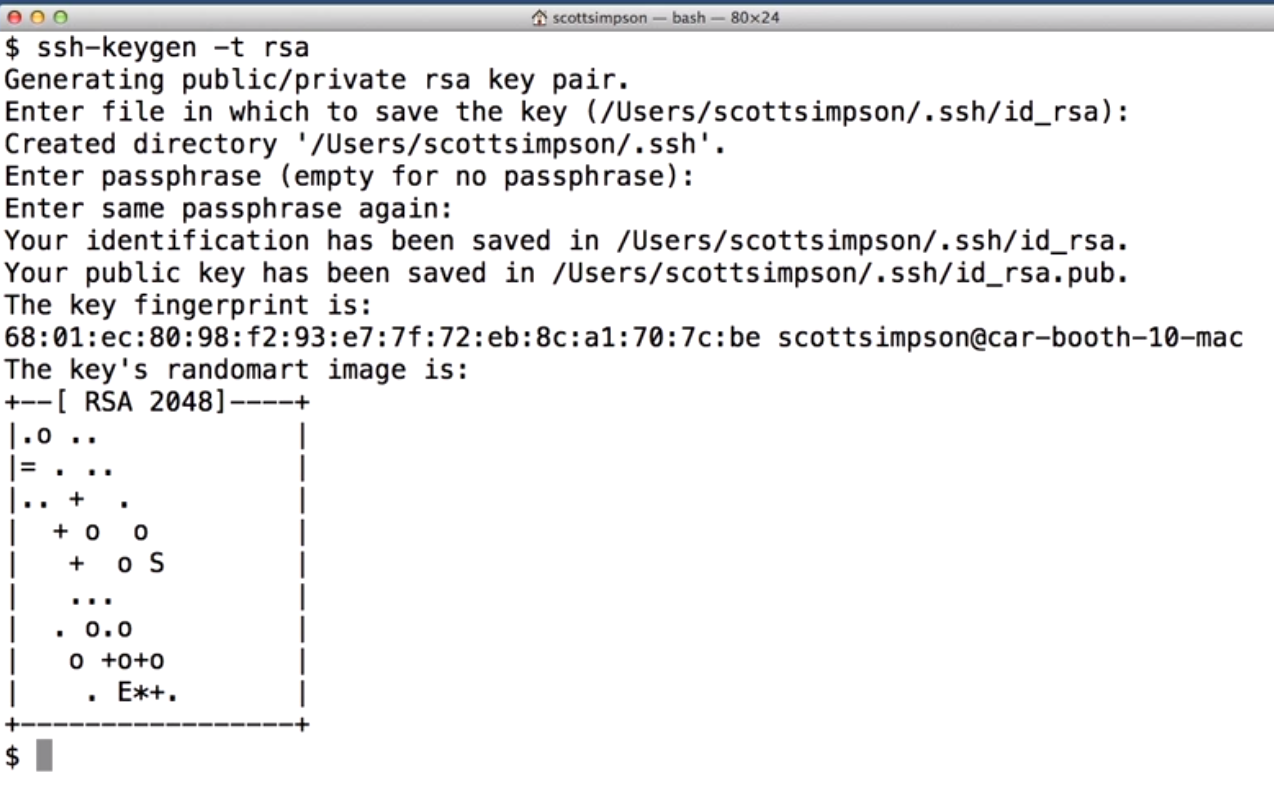 scottsimpson — bash — 80×24
$ ssh-keygen -t rsa
Generating public/private rsa key pair.
Enter file in which to save the key (/Users/scottsimpson/.ssh/id_rsa):
Created directory '/Users/scottsimpson/.ssh'.
Enter passphrase (empty for no passphrase):
Enter same passphrase again:
Your identification has been saved in /Users/scottsimpson/.ssh/id_rsa.
Your public key has been saved in /Users/scottsimpson/.ssh/id_rsa.pub.
The key fingerprint is:
68:01:ec:80:98:f2:93:e7:7f:72:eb:8c:a1:70:7c:be scottsimpson@car-booth-10-mac
The key's randomart image is:
+--[ RSA 2048]----+
|.o ..            |
|= . ..           |
|.. +  .          |
|  + o  o         |
|   +  o S        |
|   ...           |
|  . o.o          |
|   o +o+o        |
|    . E*+.       |
+-----------------+
$